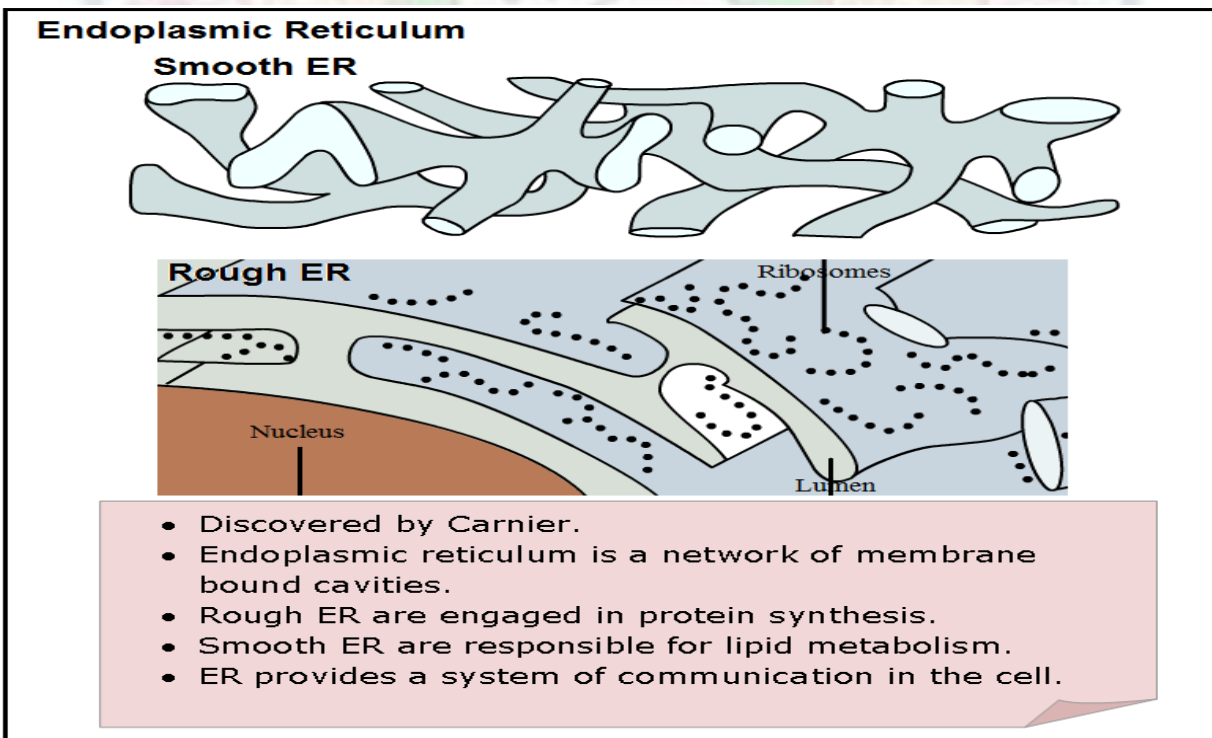 Endoplasmic Reticulum
Smooth ER
Rough ER
Ribosomes
Nucleus
Lumen
• Discovered by Carnier.
• Endoplasmic reticulum is a network of membrane
bound cavities.
• Rough ER are engaged in protein synthesis.
• Smooth ER are responsible for lipid metabolism.
• ER provides a system of communication in the cell.